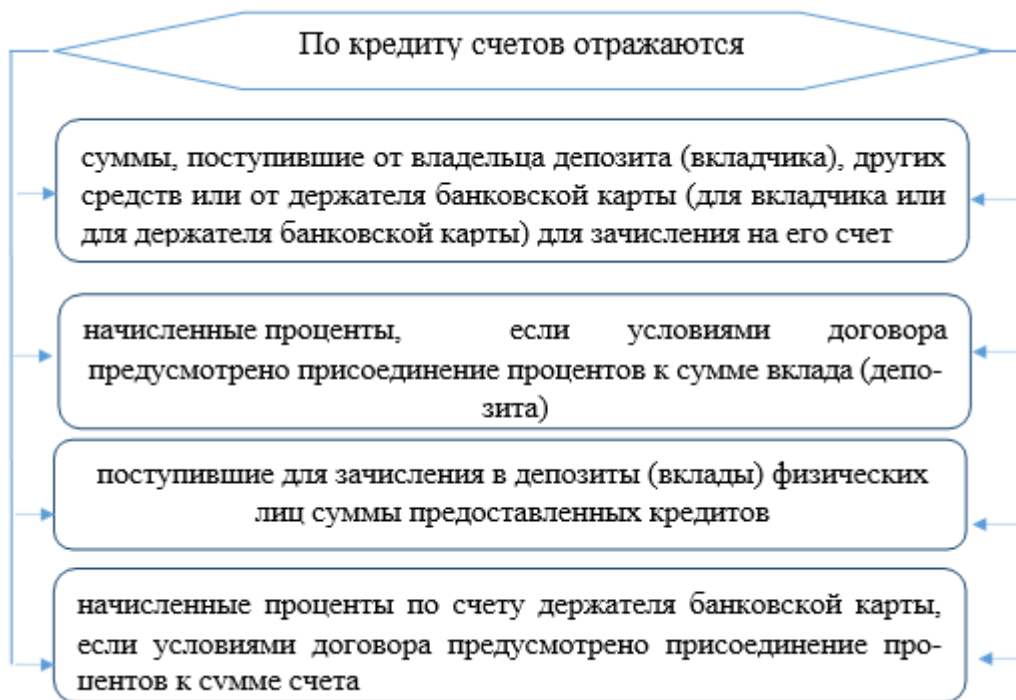 По кредиту счетов отражаются
суммы, поступившие от владельца депозита (вкладчика), других
средств или от держателя банковской карты (для вкладчика или
для держателя банковской карты) для зачисления на его счет
начисленные проценты, если условиями договора
предусмотрено присоединение процентов к сумме вклада (депо-
зита)
поступившие для зачисления в депозиты (вклады) физических
лиц суммы предоставленных кредитов
начисленные проценты по счету держателя банковской карты,
если условиями договора предусмотрено присоединение про-
центов к сумме счета